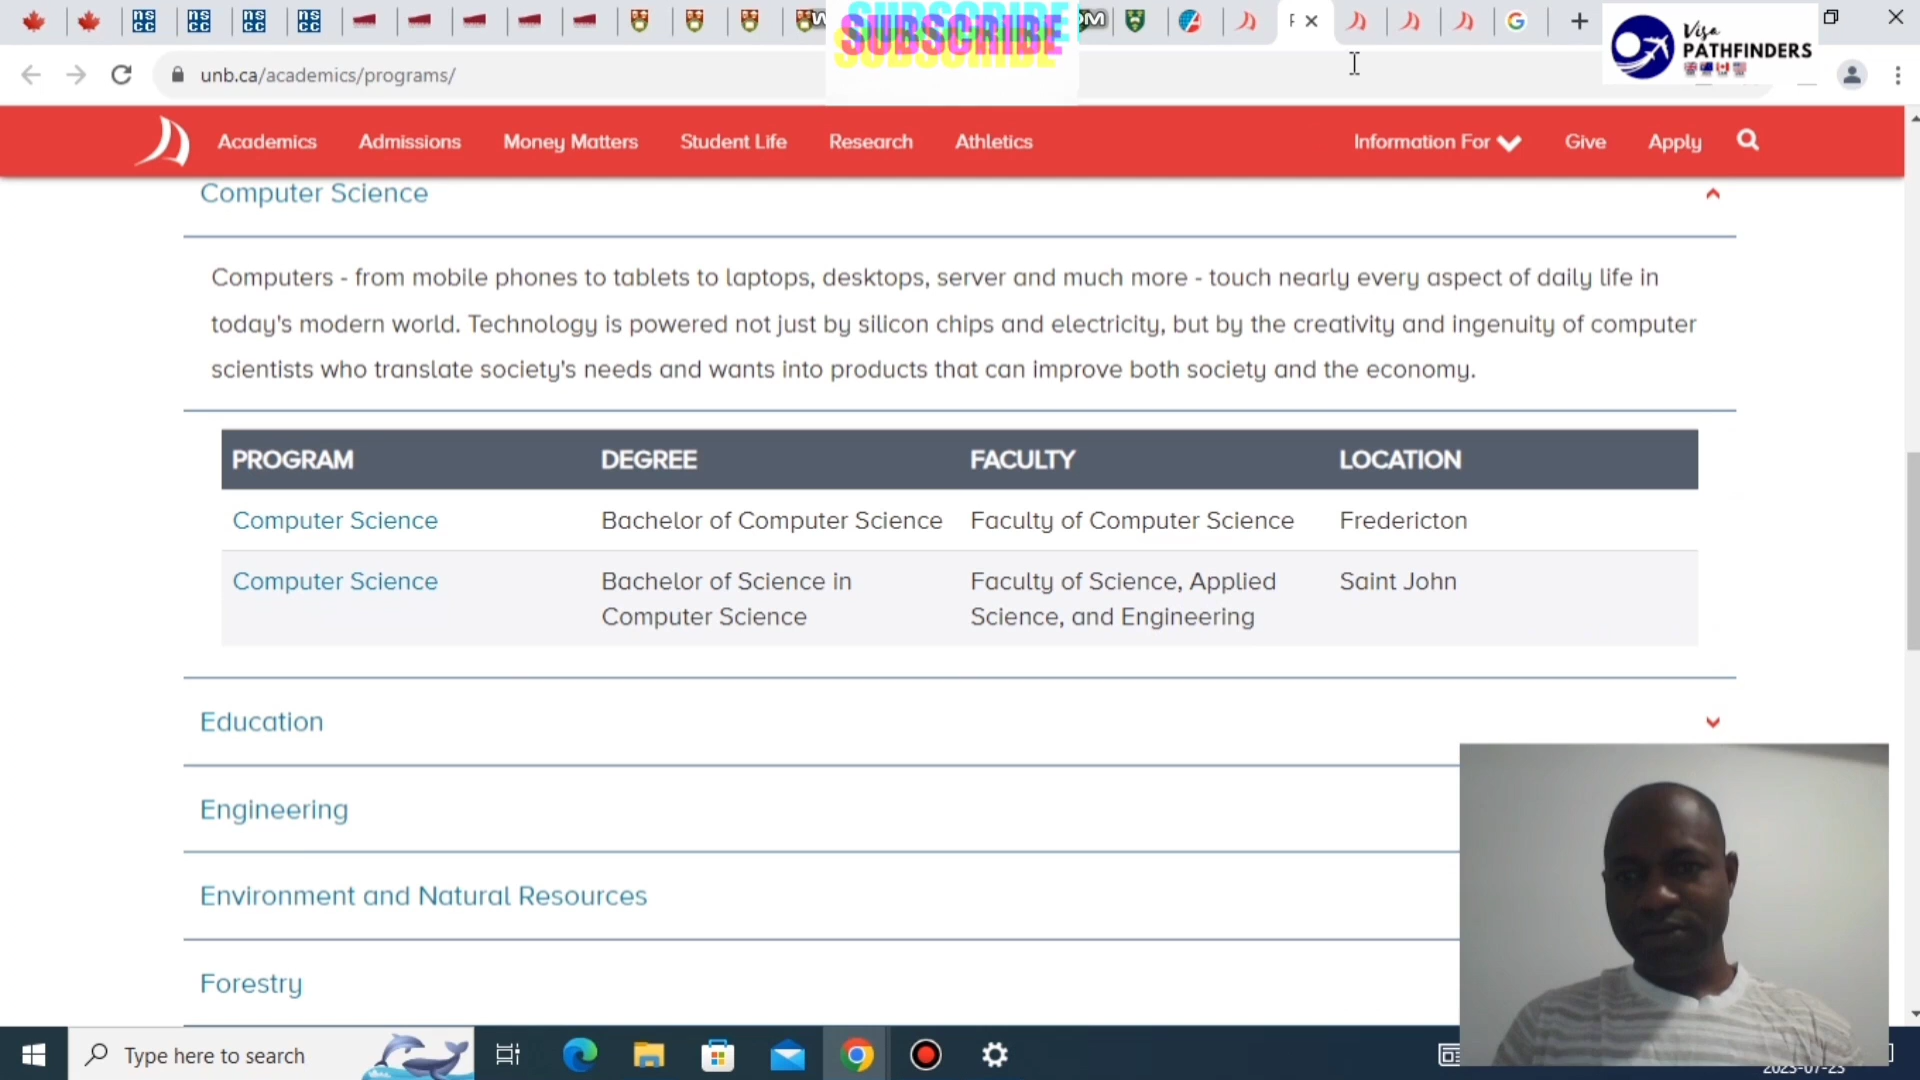 SUBSCRIBE
SUBSCRIBE
SUBSCRIBE
Visa
PATHFINDERS
unb.ca/academics/programs/
Academics
Admissions
Money Matters
Student Life
Research
Athletics
Information For
Give
Apply
Computer Science
Computers - from mobile phones to tablets to laptops, desktops, server and much more - touch nearly every aspect of daily life in
today's modern world. Technology is powered not just by silicon chips and electricity, but by the creativity and ingenuity of computer
scientists who translate society's needs and wants into products that can improve both society and the economy.
PROGRAM DEGREE FACULTY LOCATION
Computer Science Bachelor of Computer Science Faculty of Computer Science Fredericton
Computer Science Bachelor of Science in Faculty of Science, Applied Saint John
Computer Science Science, and Engineering
Education
Engineering
Environment and Natural Resources
Forestry
Type here to search
2023-07-23